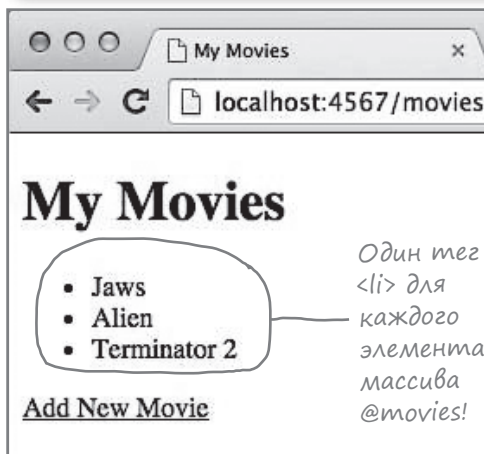 My Movies
localhost:4567/movies
My Movies
Jaws
Alien
Terminator 2
Add New Movie
Один тег
<li> для
каждого
элемента
массива
@movies!